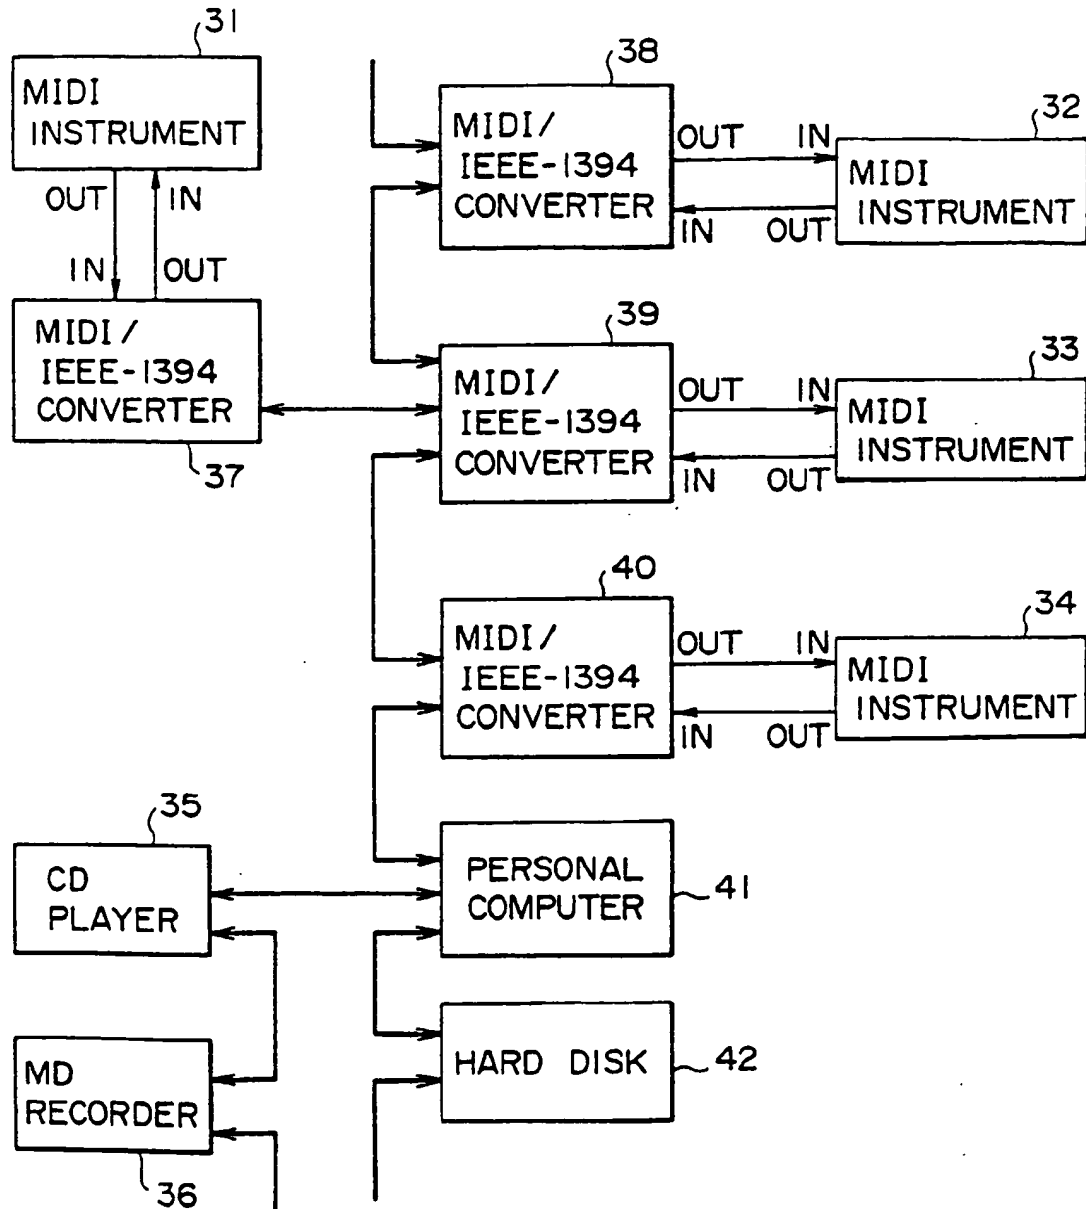 31
MIDI
INSTRUMENT
OUT
IN
IN
OUT
MIDI/
IEEE-1394
CONVERTER
37
38
MIDI/
IEEE-1394
CONVERTER
OUT
IN
IN
OUT
32
MIDI
INSTRUMENT
39
MIDI/
IEEE-1394
CONVERTER
OUT
IN
IN
OUT
33
MIDI
INSTRUMENT
40
MIDI/
IEEE-1394
CONVERTER
OUT
IN
IN
OUT
34
MIDI
INSTRUMENT
35
CD
PLAYER
PERSONAL
COMPUTER
41
MD
RECORDER
36
HARD DISK
42